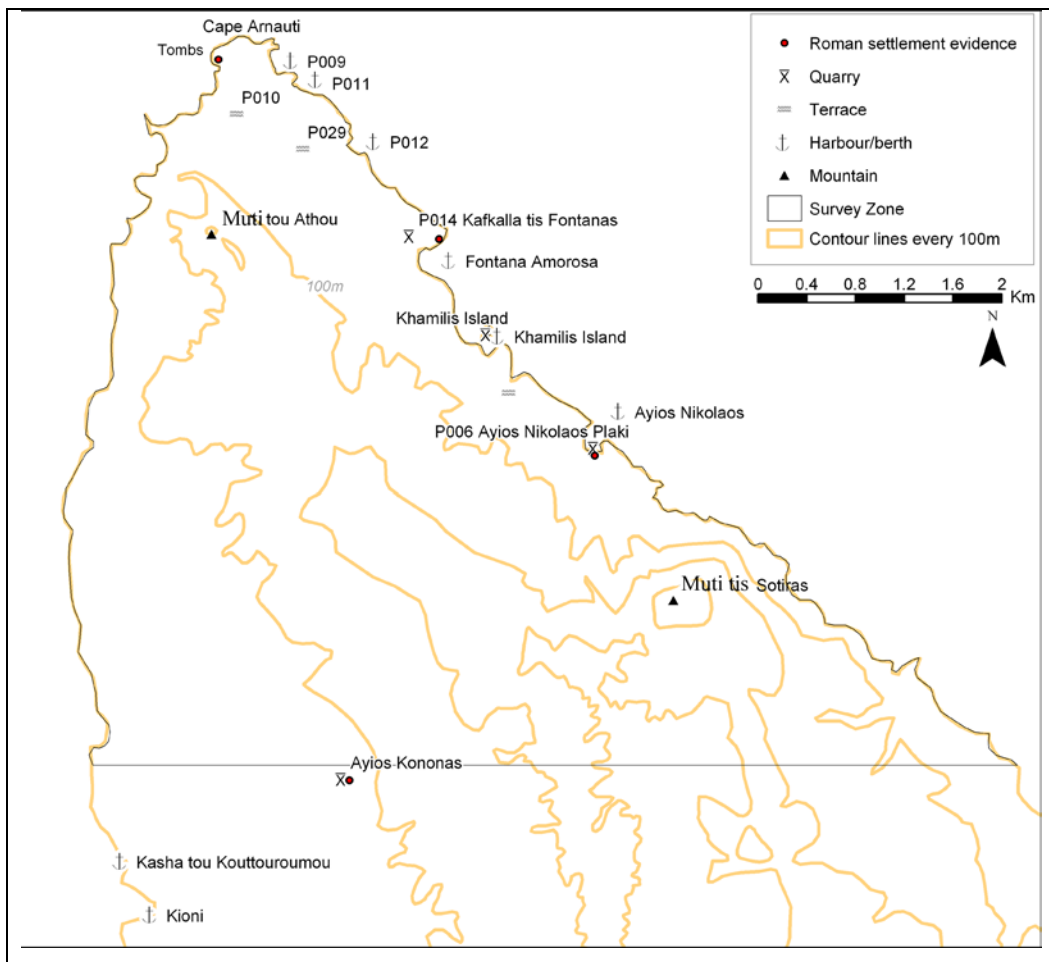 Cape Arnauti
Tombs
P009
P011
P010
P029
P012
P014 Kafkalla tis Fontanas
Muti tou Athou
Fontana Amorosa
100m
Khamilis Island
Khamilis Island
Ayios Nikolaos
P006 Ayios Nikolaos Plaki
Muti tis Sotiras
Ayios Kononas
Kasha tou Kouttouroumou
Kioni
Roman settlement evidence
Quarry
Terrace
Harbour/berth
Mountain
Survey Zone
Contour lines every 100m
0 0.4 0.8 1.2 1.6 2
Km
N